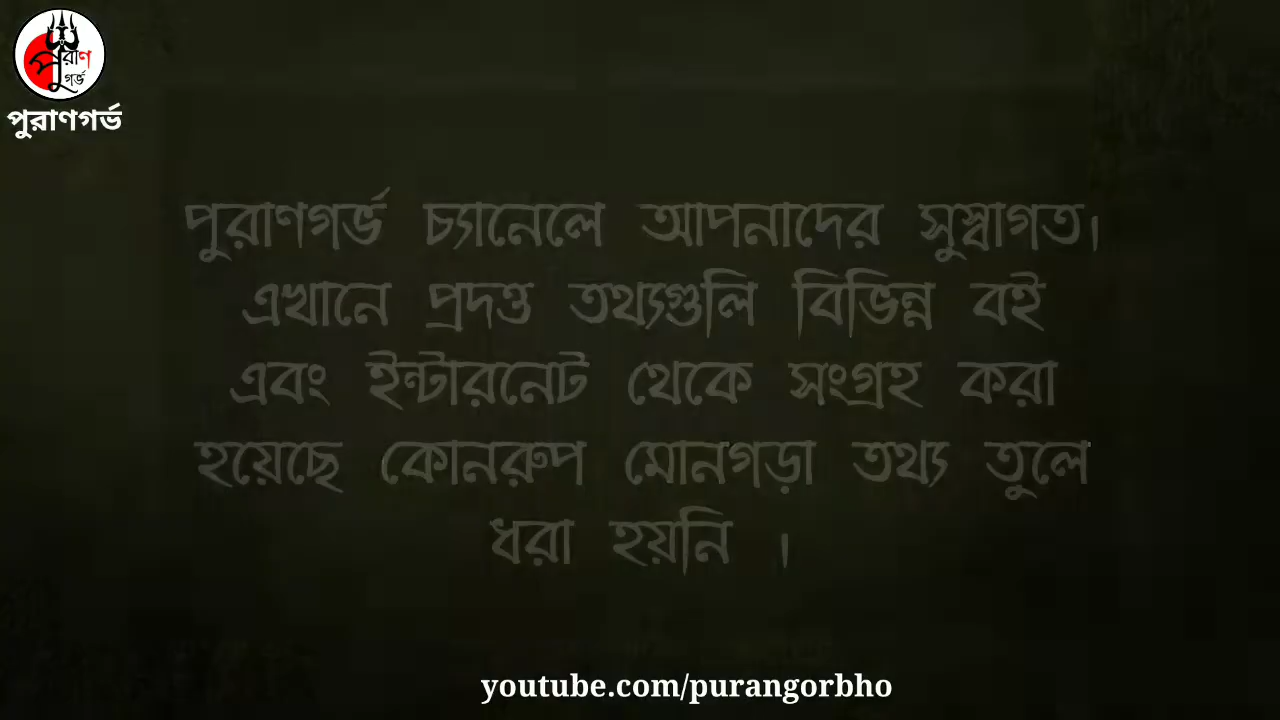 পুরাণ
গর্ভ
পুরাণগর্ভ
পুরাণগর্ভ চ্যানেলে আপনাদের সুস্বাগত।
এখানে প্রদত্ত তথ্যগুলি বিভিন্ন বই
এবং ইন্টারনেট থেকে সংগ্রহ করা
হয়েছে কোনরুপ মোনগড়া তথ্য তুলে
ধরা হয়নি ।
youtube.com/purangorbho